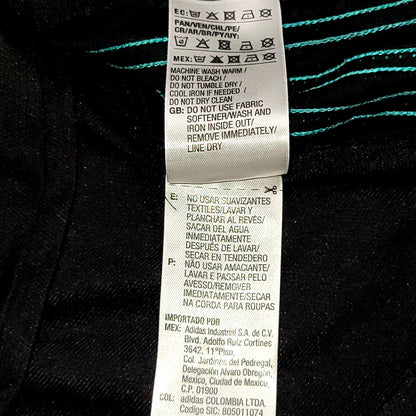 EC:
PAN/VEN/CHL/PE/
CR/AR/BR/PY/UY:
MEX:
MACHINE WASH WARM /
DO NOT BLEACH /
DO NOT TUMBLE DRY /
COOL IRON IF NEEDED /
DO NOT DRY CLEAN
GB: DO NOT USE FABRIC
SOFTENER/WASH AND
IRON INSIDE OUT/
REMOVE IMMEDIATELY/
LINE DRY
E: NO USAR SUAVIZANTES
TEXTILES/LAVAR Y
PLANCHAR AL REVÉS/
SACAR DEL AGUA
INMEDIATAMENTE
DESPUÉS DE LAVAR/
SECAR EN TENDEDERO
P: NÃO USAR AMACIANTE/
LAVAR E PASSAR PELO
AVESSO/REMOVER
IMEDIATAMENTE/SECAR
NA CORDA PARA ROUPAS
IMPORTADO POR
MEX: Adidas Industrial S.A. de C.V.
Blvd. Adolfo Ruiz Cortines
3642, 11°Piso,
Col. Jardines del Pedregal,
Delegación Alvaro Obregon,
Mexico, Ciudad de Mexico,
C.P. 01900
COL: adidas COLOMBIA LTDA.
Codigo SIC: 805011074